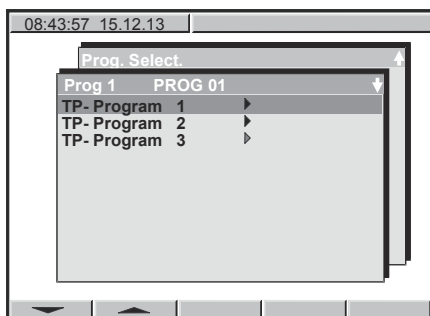 08:43:57 15.12.13
Prog. Select.
Prog 1 PROG 01
TP- Program 1
TP- Program 2
TP- Program 3